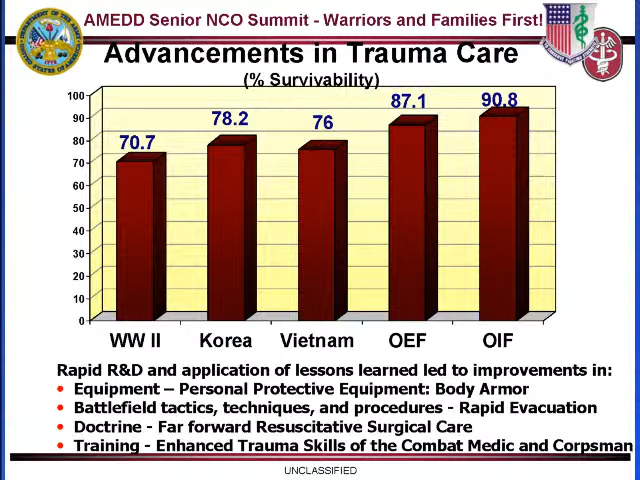 AMEDD Senior NCO Summit - Warriors and Families First!
Advancements in Trauma Care
(% Survivability)
100
90
80
70
60
50
40
30
20
10
0
70.7
78.2
76
87.1
90.8
WW II
Korea
Vietnam
OEF
OIF
Rapid R&D and application of lessons learned led to improvements in:
• Equipment – Personal Protective Equipment: Body Armor
• Battlefield tactics, techniques, and procedures - Rapid Evacuation
• Doctrine - Far forward Resuscitative Surgical Care
• Training - Enhanced Trauma Skills of the Combat Medic and Corpsman
UNCLASSIFIED